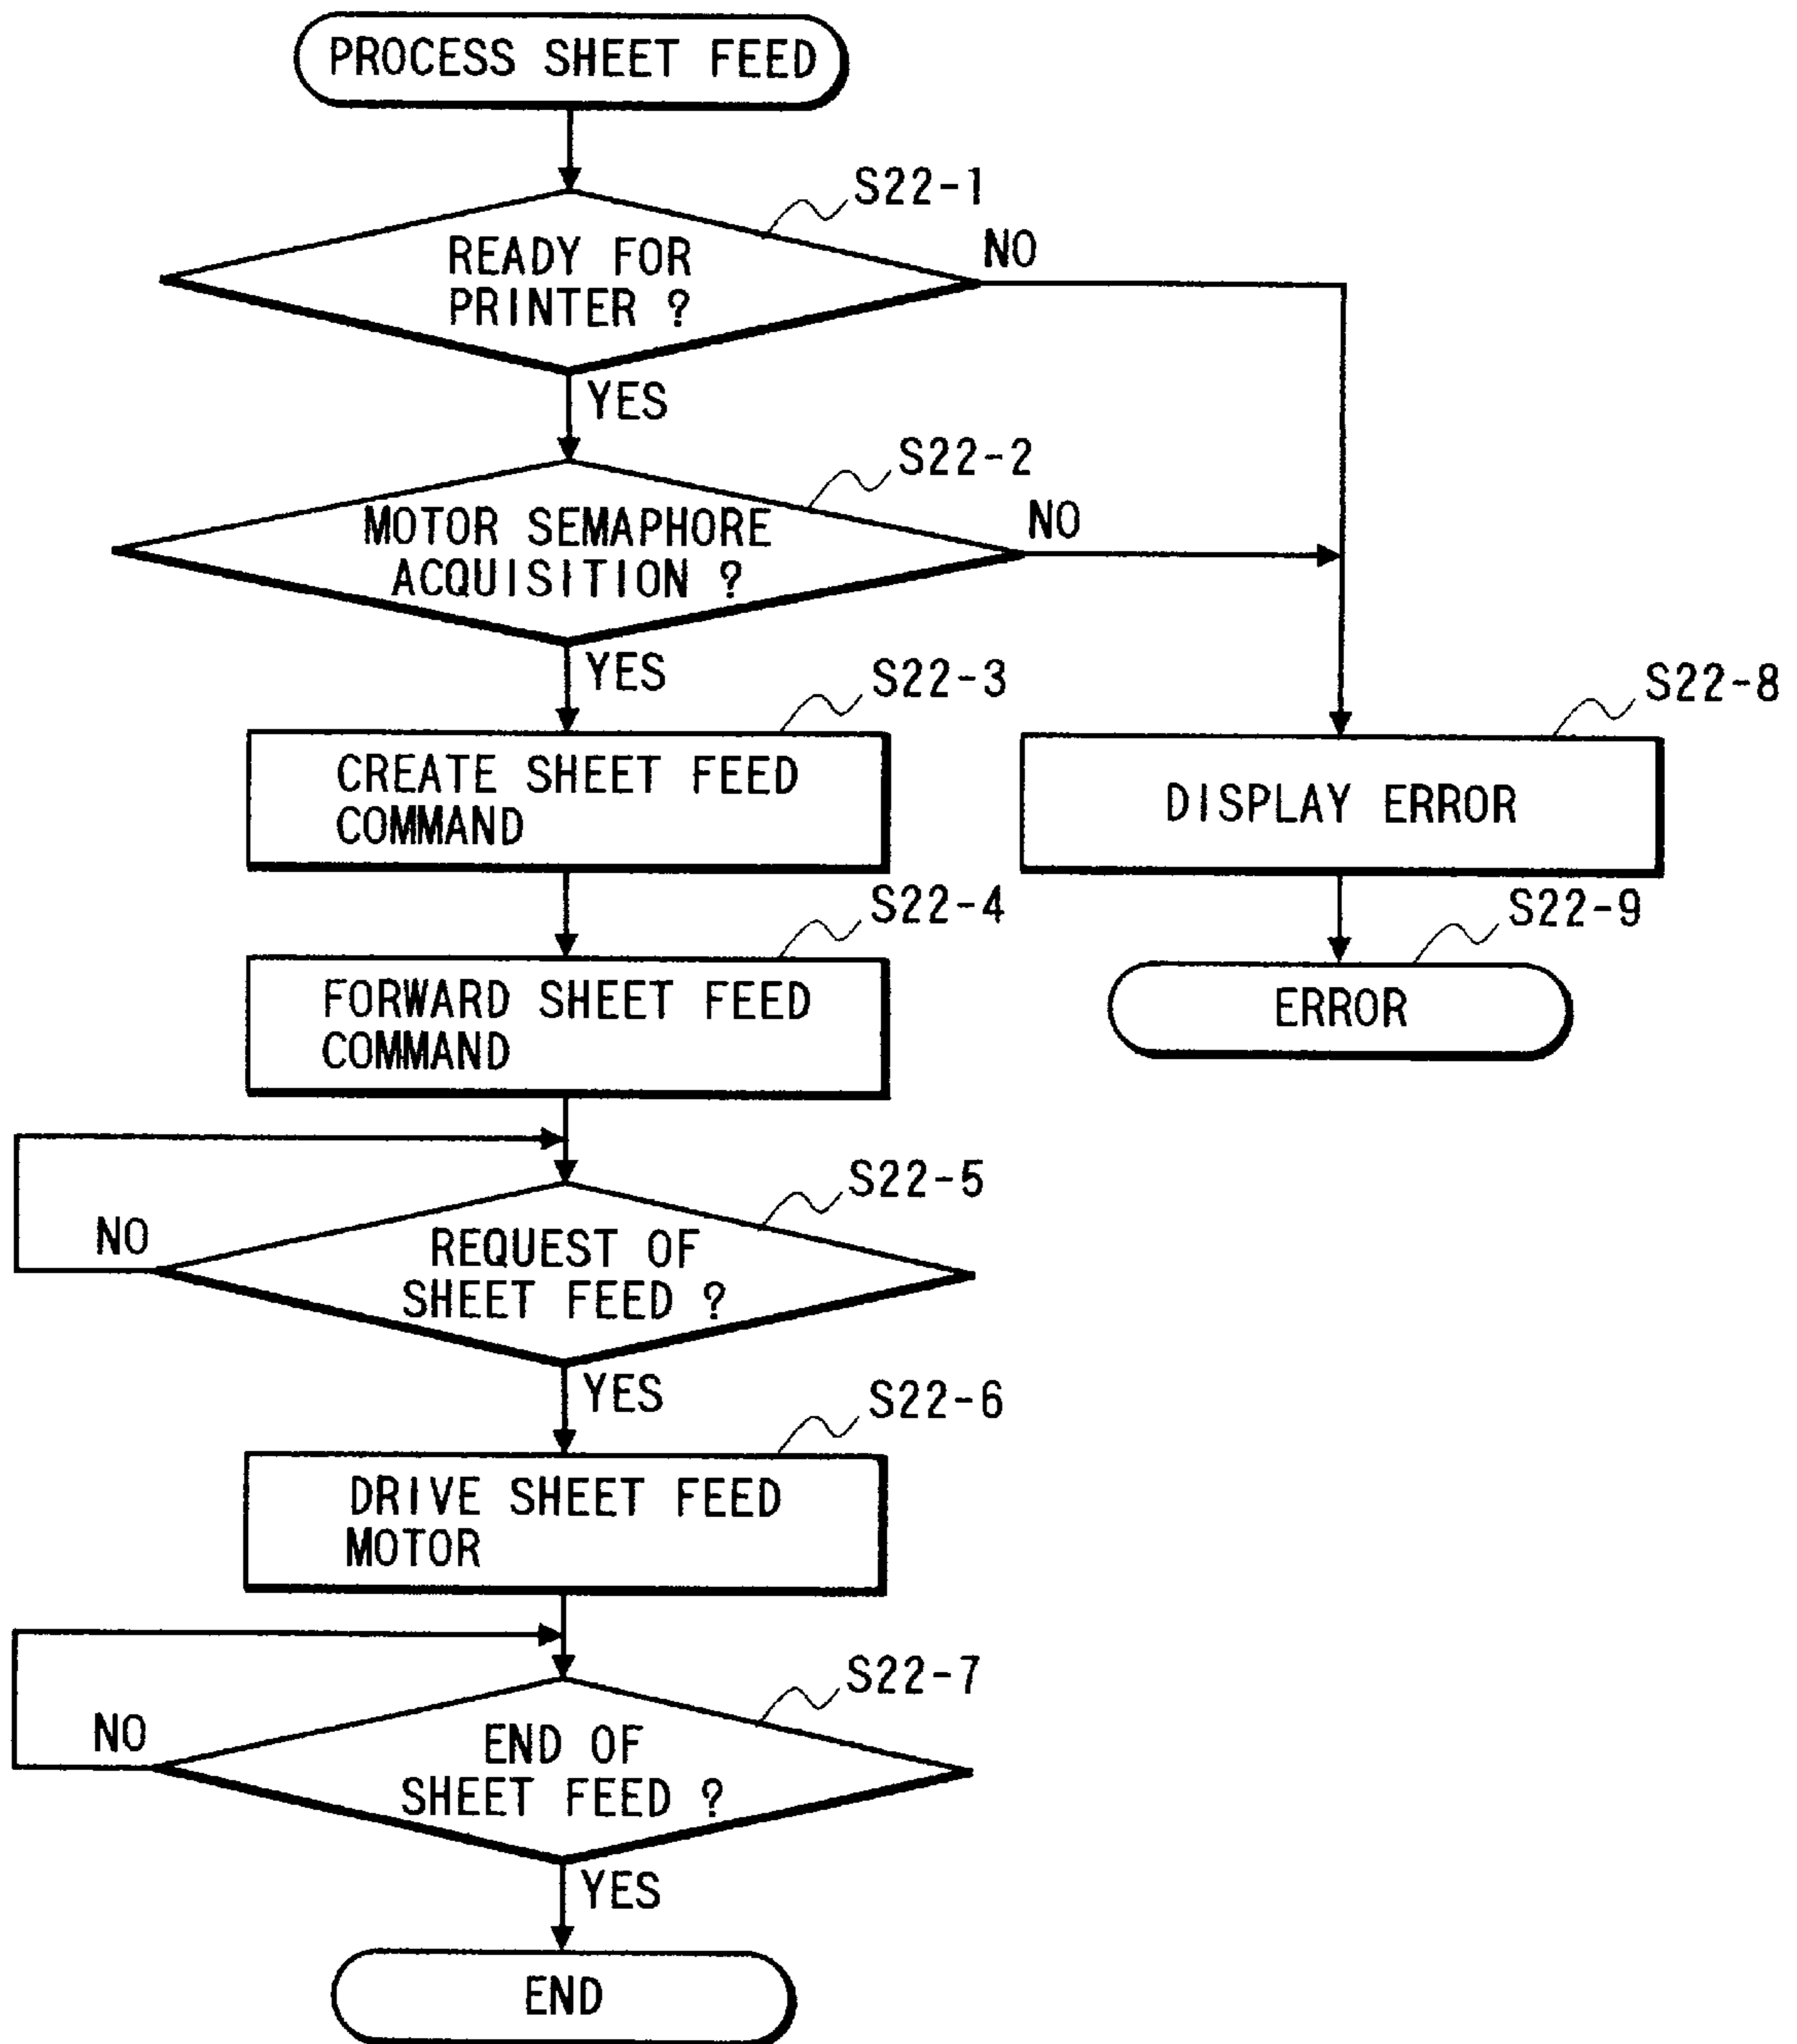 PROCESS SHEET FEED
S22-1
READY FOR
PRINTER ?
NO
YES
S22-2
MOTOR SEMAPHORE
ACQUISITION ?
NO
YES
S22-3
CREATE SHEET FEED
COMMAND
S22-8
DISPLAY ERROR
S22-4
FORWARD SHEET FEED
COMMAND
S22-9
ERROR
S22-5
REQUEST OF
SHEET FEED ?
NO
YES
S22-6
DRIVE SHEET FEED
MOTOR
S22-7
END OF
SHEET FEED ?
NO
YES
END